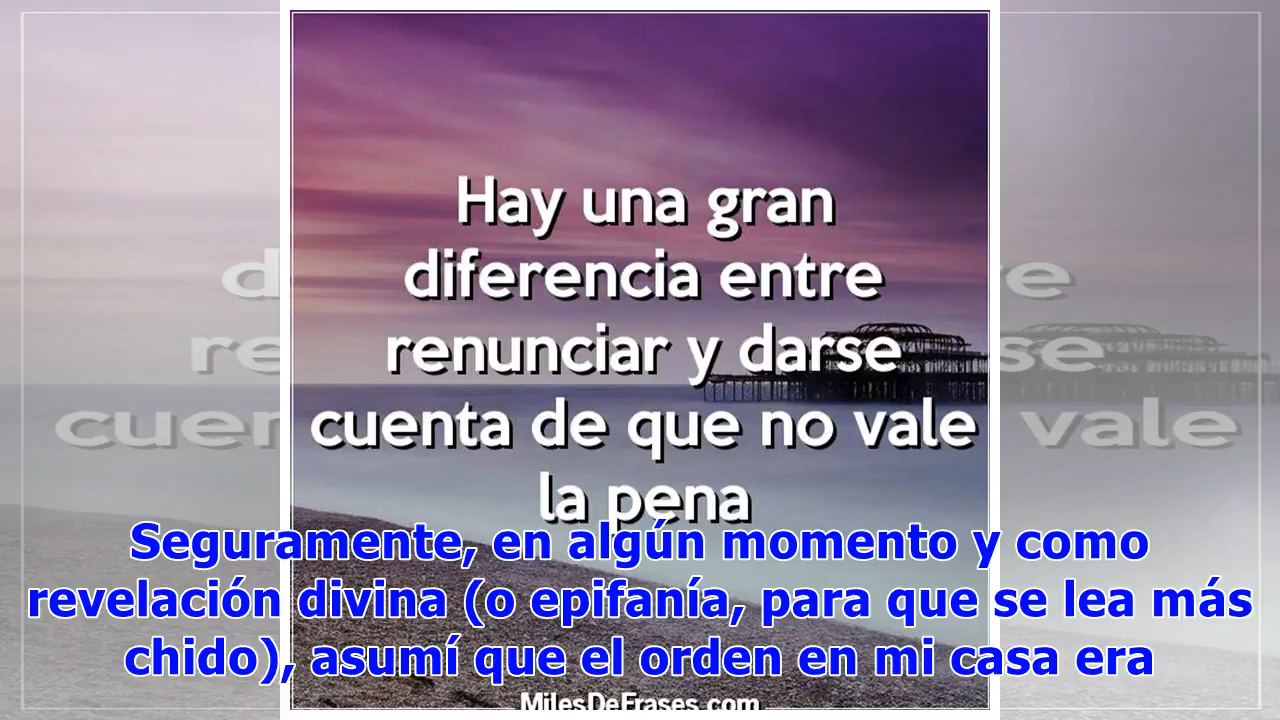 Hay una gran
diferencia entre
renunciar y darse
cuenta de que no vale
la pena
Seguramente, en algún momento y como
revelación divina (o epifanía, para que se lea más
chido), asumí que el orden en mi casa era
MilesDeFrases.com